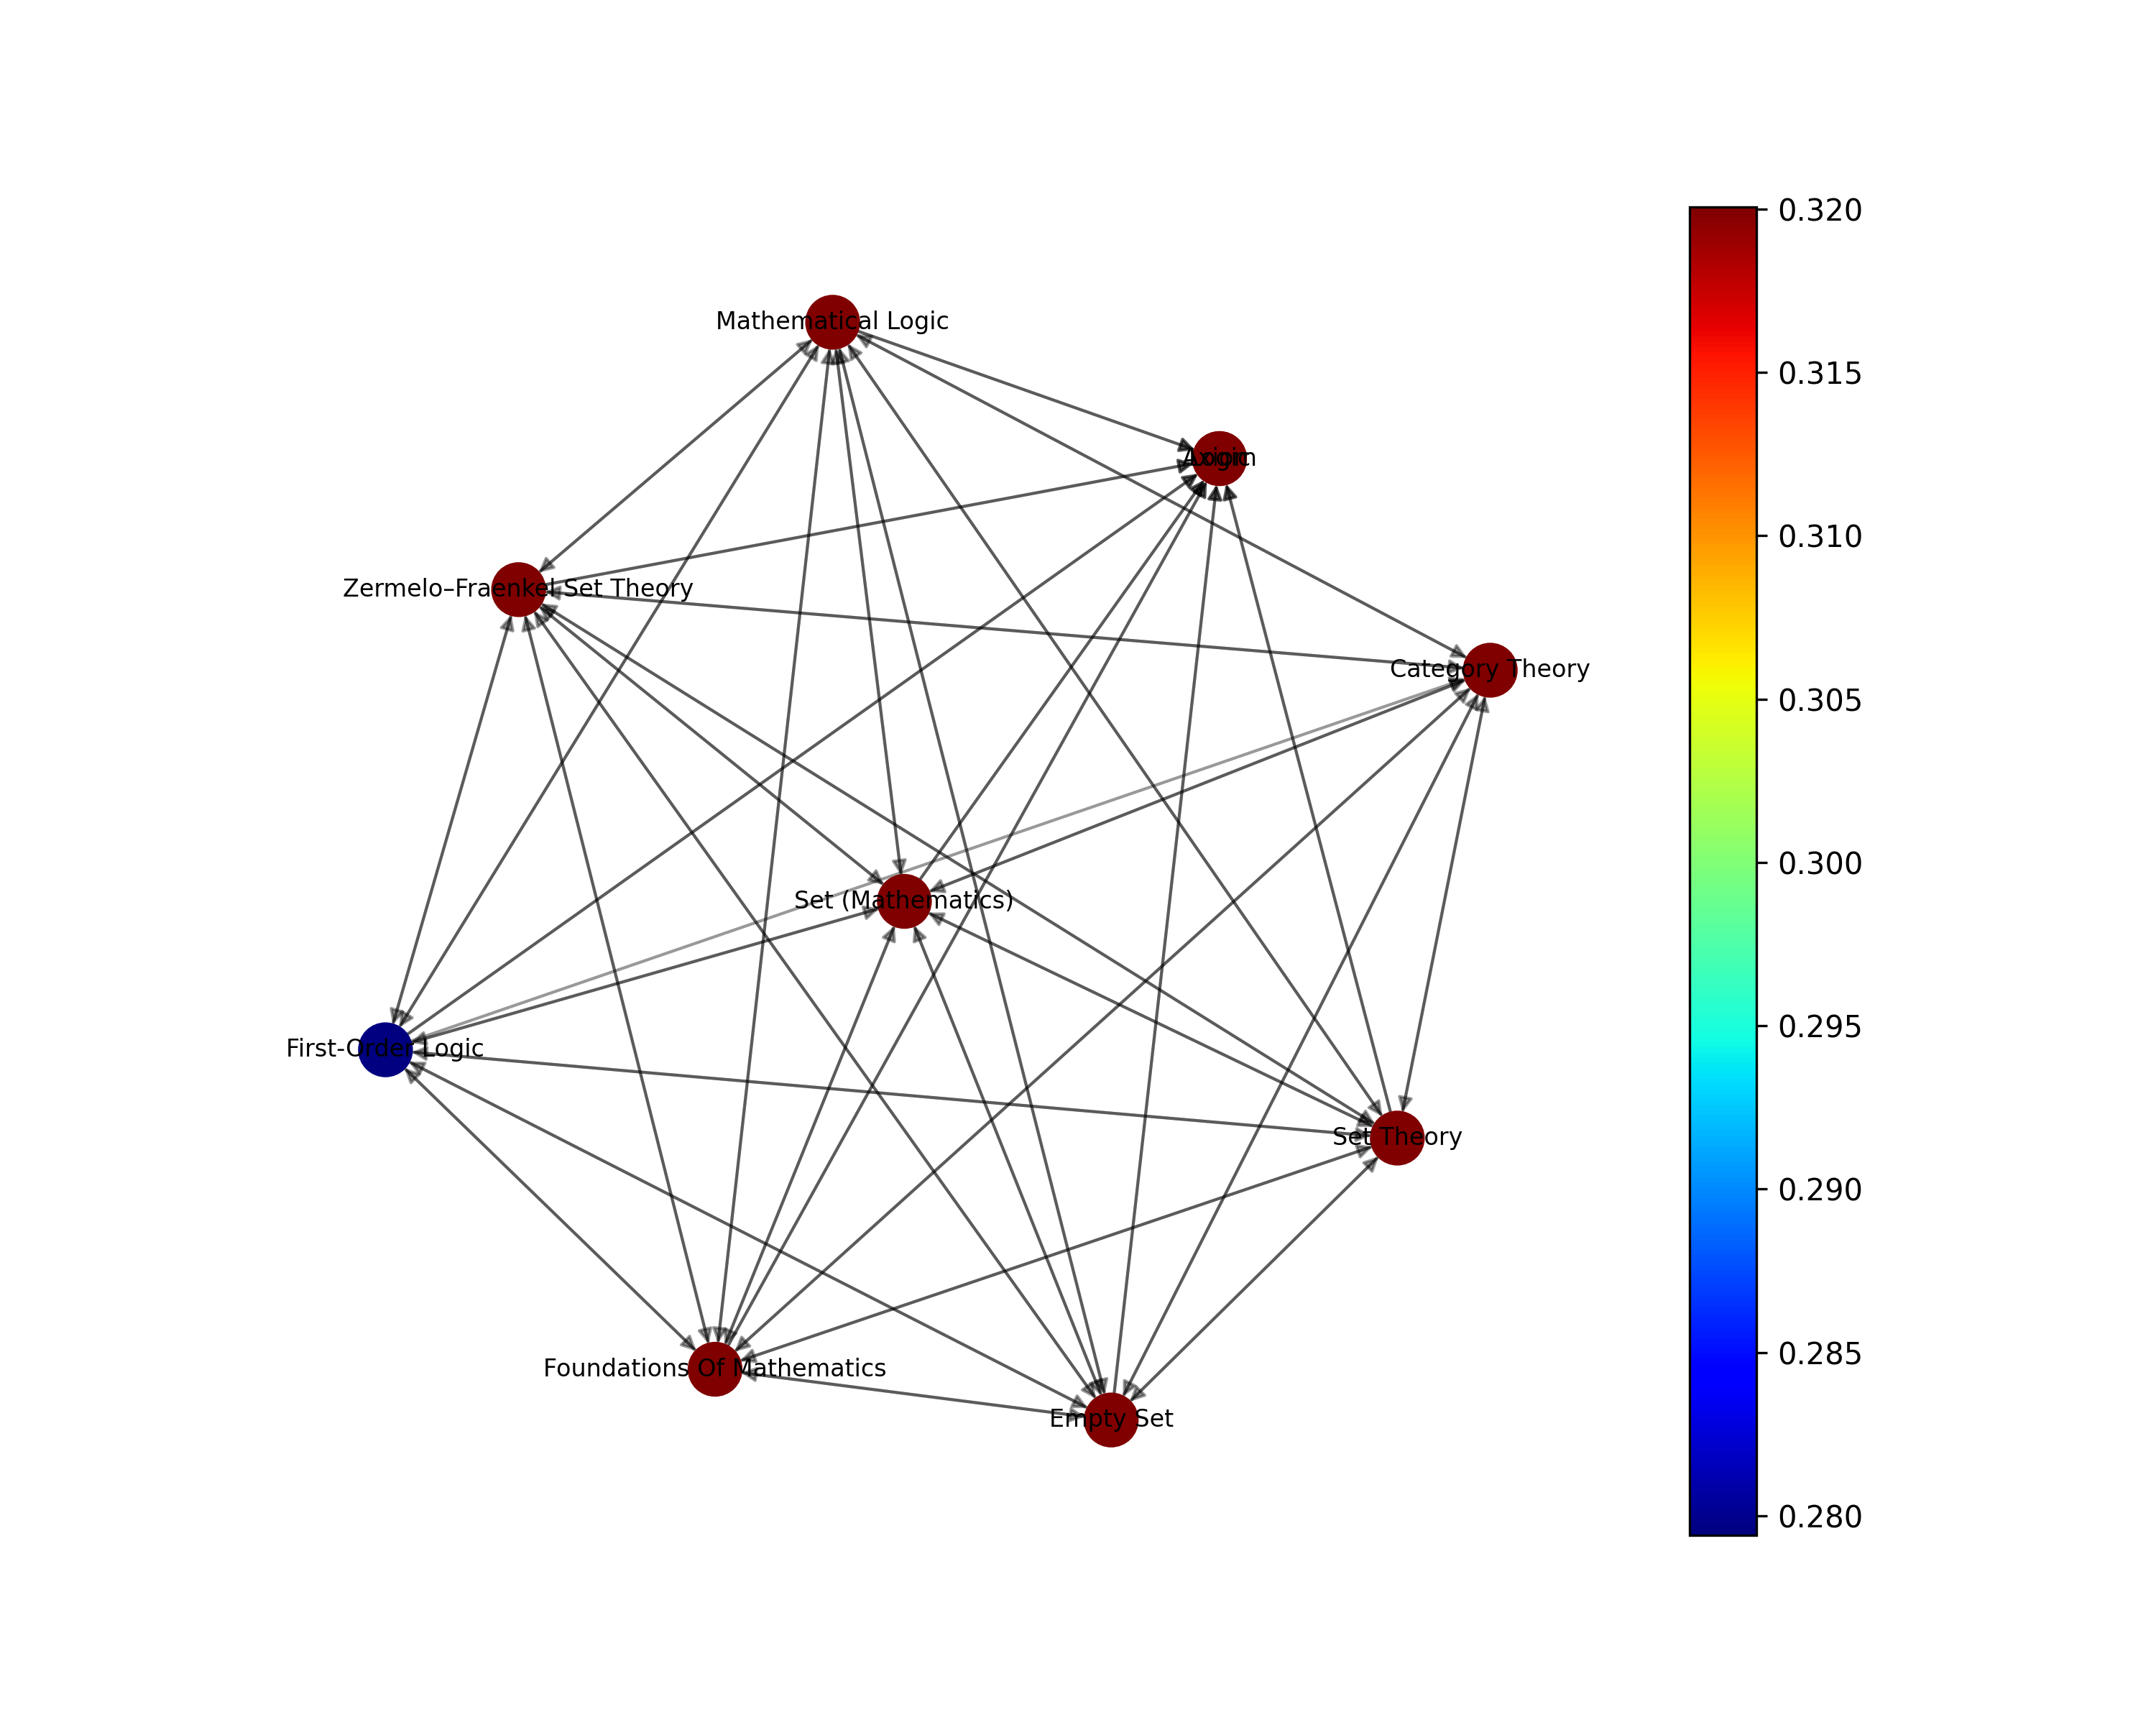 Mathematical Logic
Axiom
Logic
Zermelo–Fraenkel Set Theory
Category Theory
Set (Mathematics)
First-Order Logic
Set Theory
Foundations Of Mathematics
Empty Set
0.320
0.315
0.310
0.305
0.300
0.295
0.290
0.285
0.280